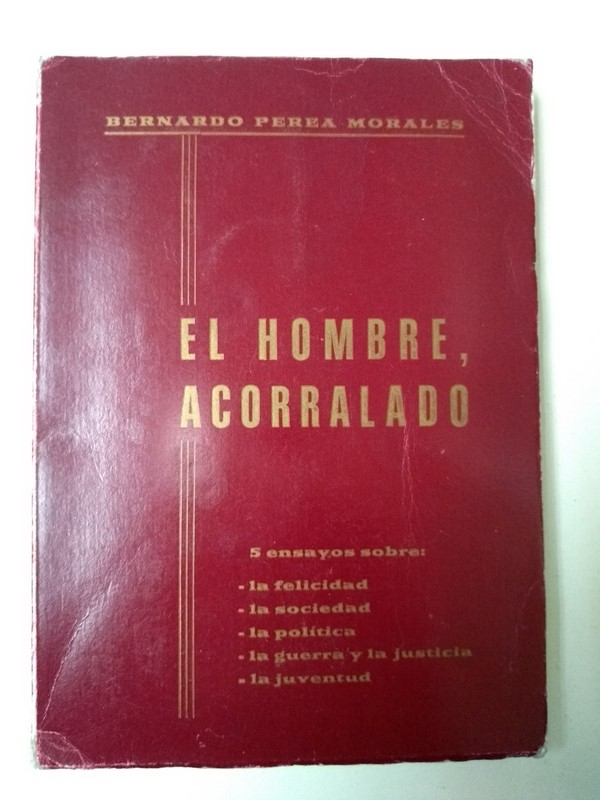 BERNARDO PEREA MORALES
EL HOMBRE,
ACORRALADO
5 ensayos sobre:
- la felicidad
- la sociedad
- la política
- la guerra y la justicia
- la juventud